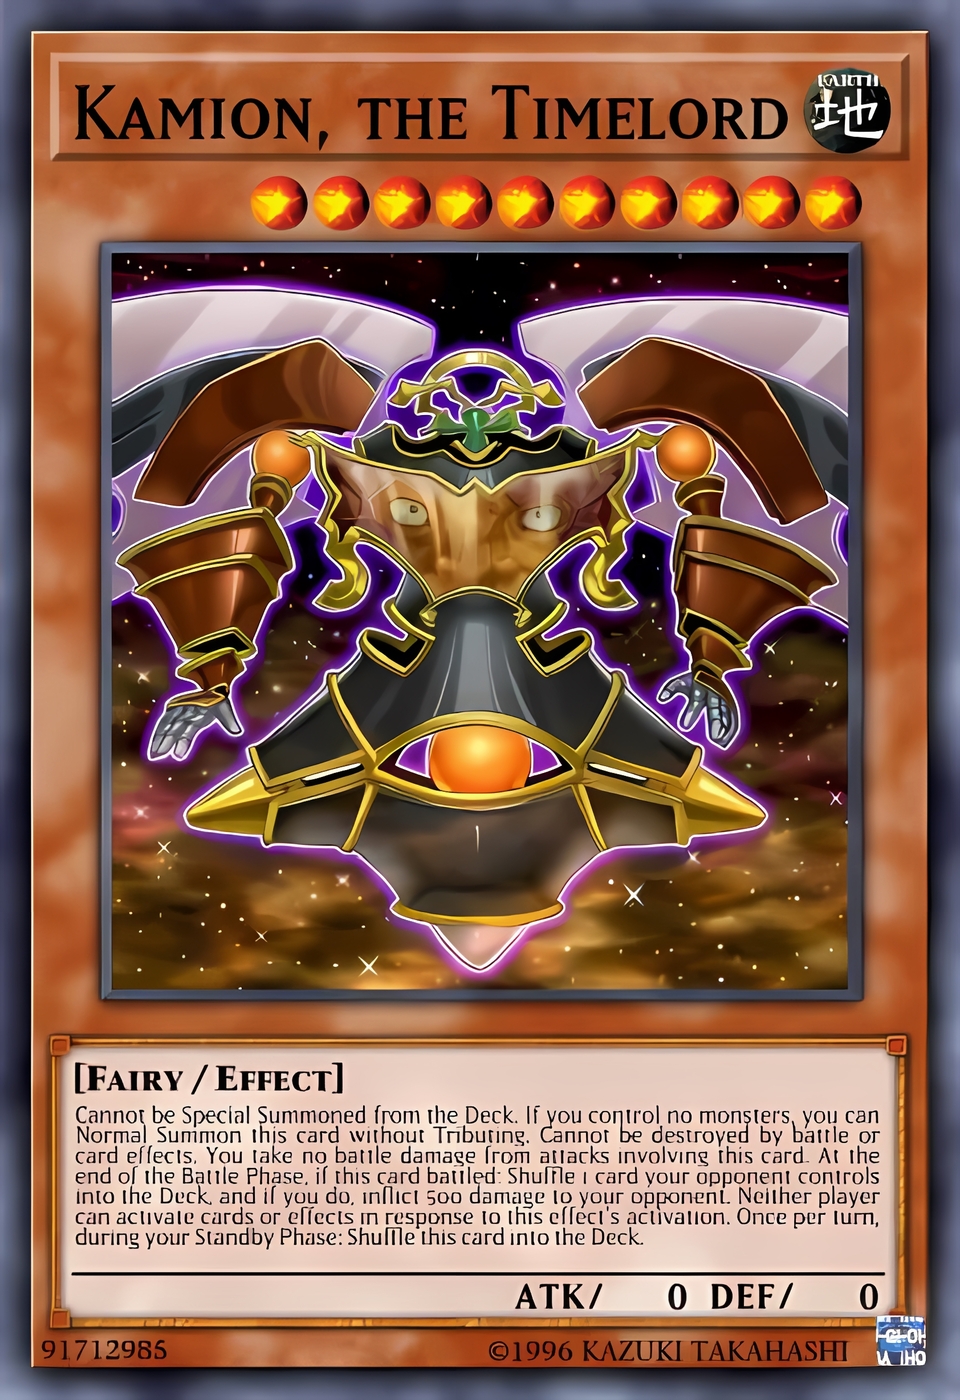 KAMION, THE TIMELORD
EARTH
地
[FAIRY / EFFECT]
Cannot be Special Summoned from the Deck. If you control no monsters, you can
Normal Summon this card without Tributing. Cannot be destroyed by battle or
card effects. You take no battle damage from attacks involving this card. At the
end of the Battle Phase, if this card battled: Shuffle 1 card your opponent controls
into the Deck, and if you do, inflict 500 damage to your opponent. Neither player
can activate cards or effects in response to this effect's activation. Once per turn,
during your Standby Phase: Shuffle this card into the Deck.
ATK/ 0 DEF/ 0
91712985 ©1996 KAZUKI TAKAHASHI